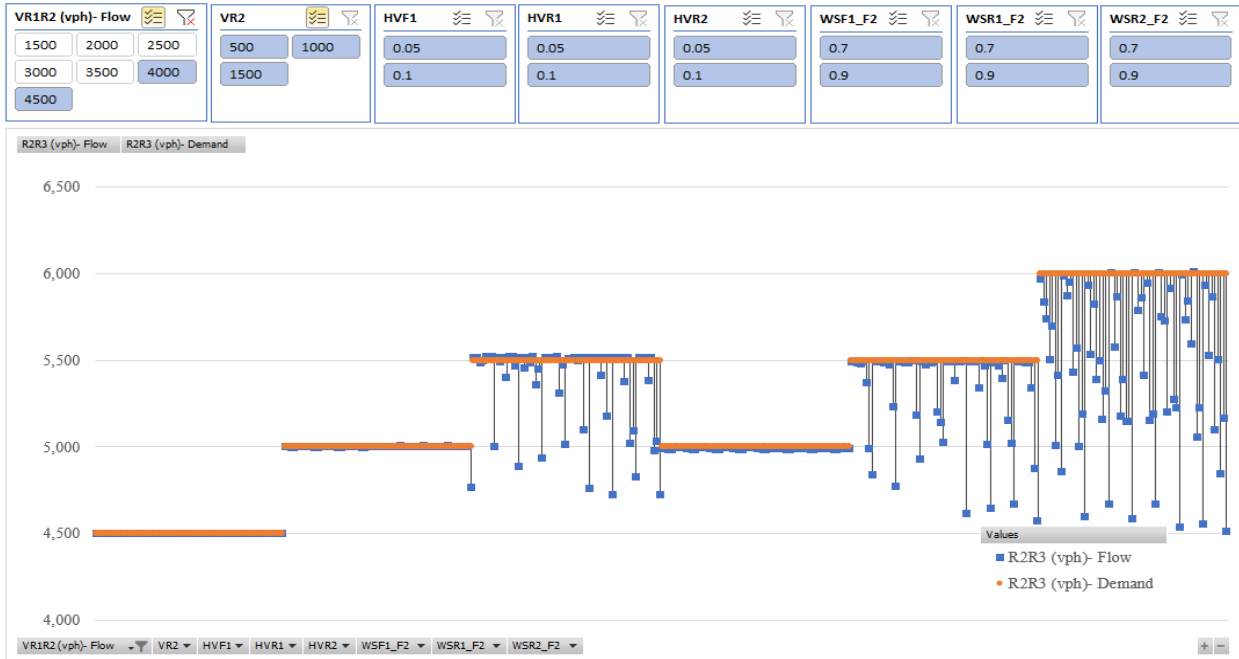 VR1R2 (vph)- Flow
1500 2000 2500
3000 3500 4000
4500
VR2
500 1000
1500
HVF1
0.05
0.1
HVR1
0.05
0.1
HVR2
0.05
0.1
WSF1_F2
0.7
0.9
WSR1_F2
0.7
0.9
WSR2_F2
0.7
0.9
R2R3 (vph)- Flow R2R3 (vph)- Demand
6,500
6,000
5,500
5,000
4,500
4,000
Values
R2R3 (vph)- Flow
R2R3 (vph)- Demand
VR1R2 (vph)- Flow VR2 HVF1 HVR1 HVR2 WSF1_F2 WSR1_F2 WSR2_F2
+ −